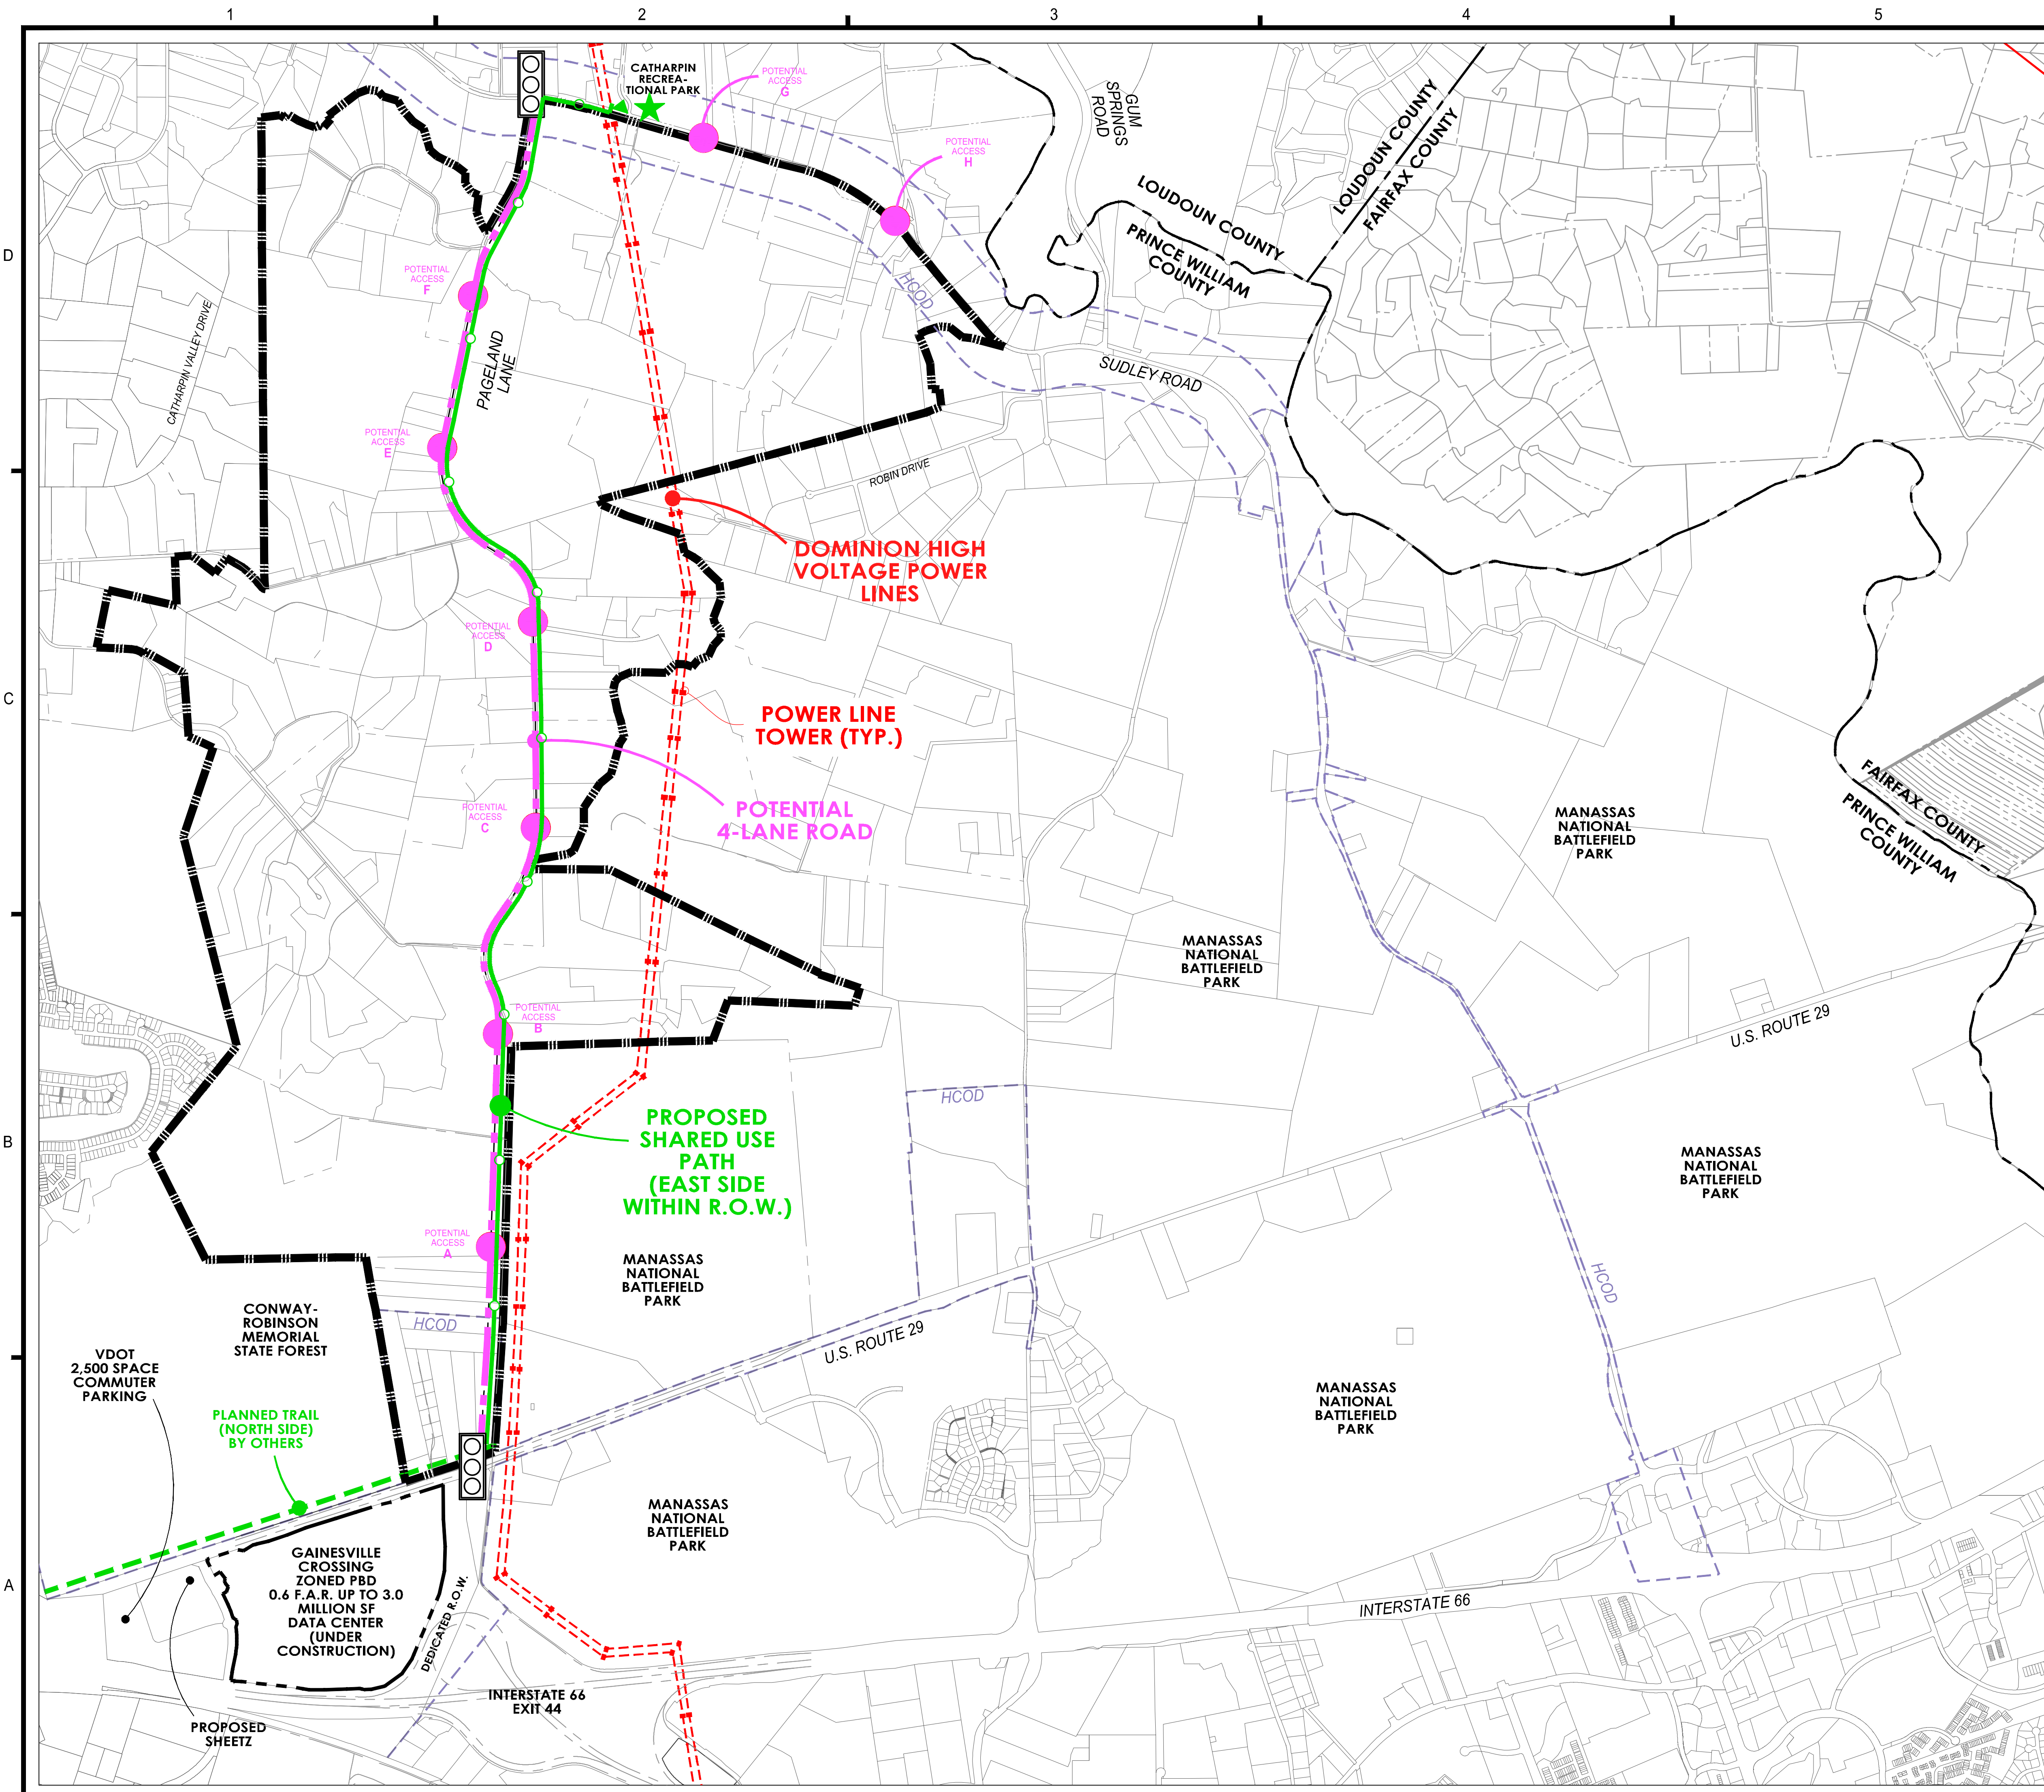 1
2
3
4
5
D
C
B
A
CATHARPIN
RECREA-
TIONAL PARK
POTENTIAL
ACCESS
G
POTENTIAL
ACCESS
H
GUM
SPRINGS
ROAD
LOUDOUN COUNTY
FAIRFAX COUNTY
LOUDOUN COUNTY
PRINCE WILLIAM
COUNTY
HCOD
POTENTIAL
ACCESS
F
CATHARPIN VALLEY DRIVE
PAGELAND
LANE
SUDLEY ROAD
POTENTIAL
ACCESS
E
ROBIN DRIVE
DOMINION HIGH
VOLTAGE POWER
LINES
POTENTIAL
ACCESS
D
POWER LINE
TOWER (TYP.)
POTENTIAL
ACCESS
C
POTENTIAL
4-LANE ROAD
MANASSAS
NATIONAL
BATTLEFIELD
PARK
FAIRFAX COUNTY
PRINCE WILLIAM
COUNTY
MANASSAS
NATIONAL
BATTLEFIELD
PARK
POTENTIAL
ACCESS
B
U.S. ROUTE 29
HCOD
PROPOSED
SHARED USE
PATH
(EAST SIDE
WITHIN R.O.W.)
MANASSAS
NATIONAL
BATTLEFIELD
PARK
POTENTIAL
ACCESS
A
MANASSAS
NATIONAL
BATTLEFIELD
PARK
HCOD
CONWAY-
ROBINSON
MEMORIAL
STATE FOREST
HCOD
U.S. ROUTE 29
VDOT
2,500 SPACE
COMMUTER
PARKING
PLANNED TRAIL
(NORTH SIDE)
BY OTHERS
MANASSAS
NATIONAL
BATTLEFIELD
PARK
MANASSAS
NATIONAL
BATTLEFIELD
PARK
GAINESVILLE
CROSSING
ZONED PBD
0.6 F.A.R. UP TO 3.0
MILLION SF
DATA CENTER
(UNDER
CONSTRUCTION)
DEDICATED R.O.W.
INTERSTATE 66
INTERSTATE 66
EXIT 44
PROPOSED
SHEETZ